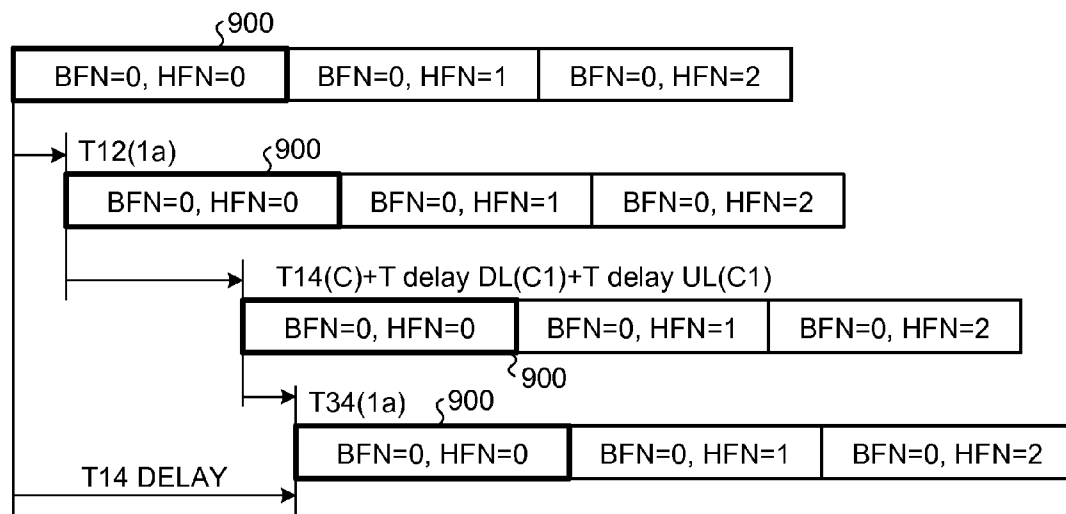 900
BFN=0, HFN=0 BFN=0, HFN=1 BFN=0, HFN=2
T12(1a) 900
BFN=0, HFN=0 BFN=0, HFN=1 BFN=0, HFN=2
T14(C)+T delay DL(C1)+T delay UL(C1)
BFN=0, HFN=0 BFN=0, HFN=1 BFN=0, HFN=2
900
T34(1a) 900
BFN=0, HFN=0 BFN=0, HFN=1 BFN=0, HFN=2
T14 DELAY